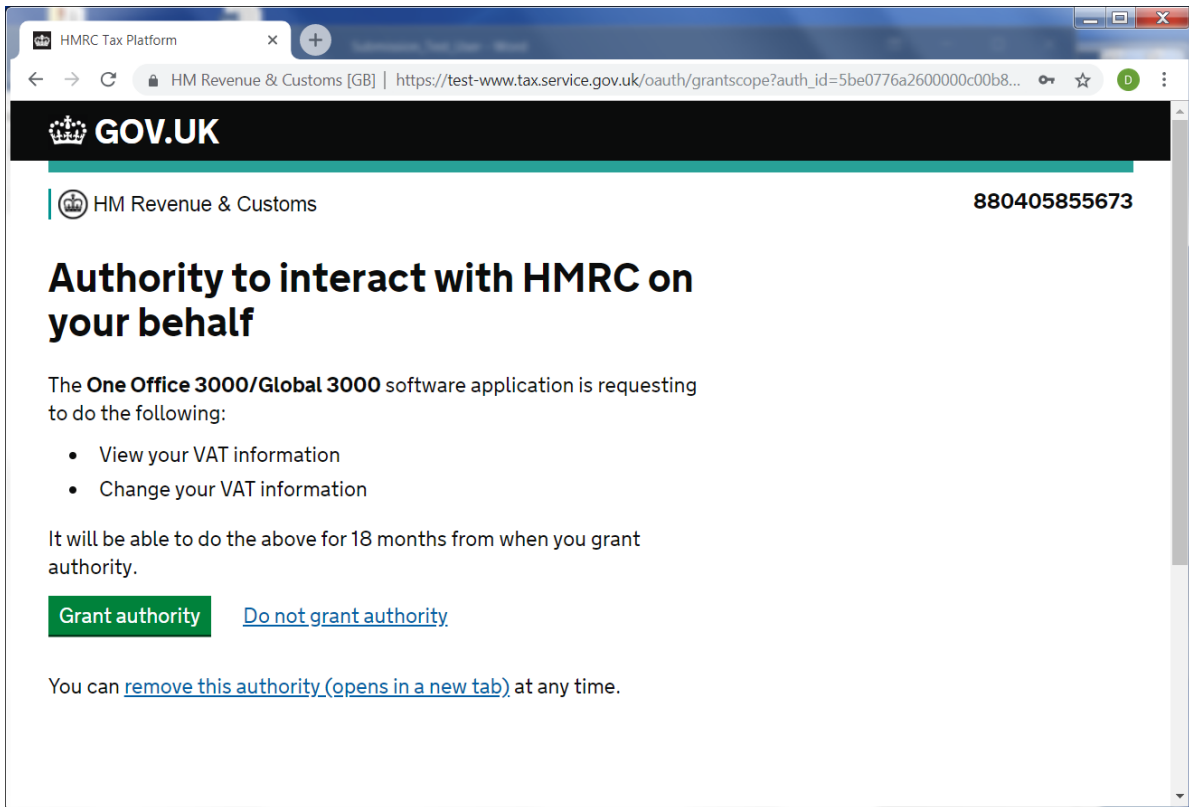 HMRC Tax Platform
Submission_Test_User - Word
HM Revenue & Customs [GB] | https://test-www.tax.service.gov.uk/oauth/grantscope?auth_id=5be0776a2600000c00b8...
D
GOV.UK
HM Revenue & Customs
880405855673
Authority to interact with HMRC on
your behalf
The One Office 3000/Global 3000 software application is requesting
to do the following:
• View your VAT information
• Change your VAT information
It will be able to do the above for 18 months from when you grant
authority.
Grant authority
Do not grant authority
You can remove this authority (opens in a new tab) at any time.